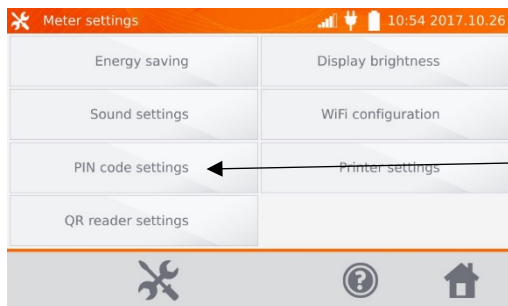 Meter settings 10:54 2017.10.26
Energy saving Display brightness
Sound settings WiFi configuration
PIN code settings Printer settings
QR reader settings
?